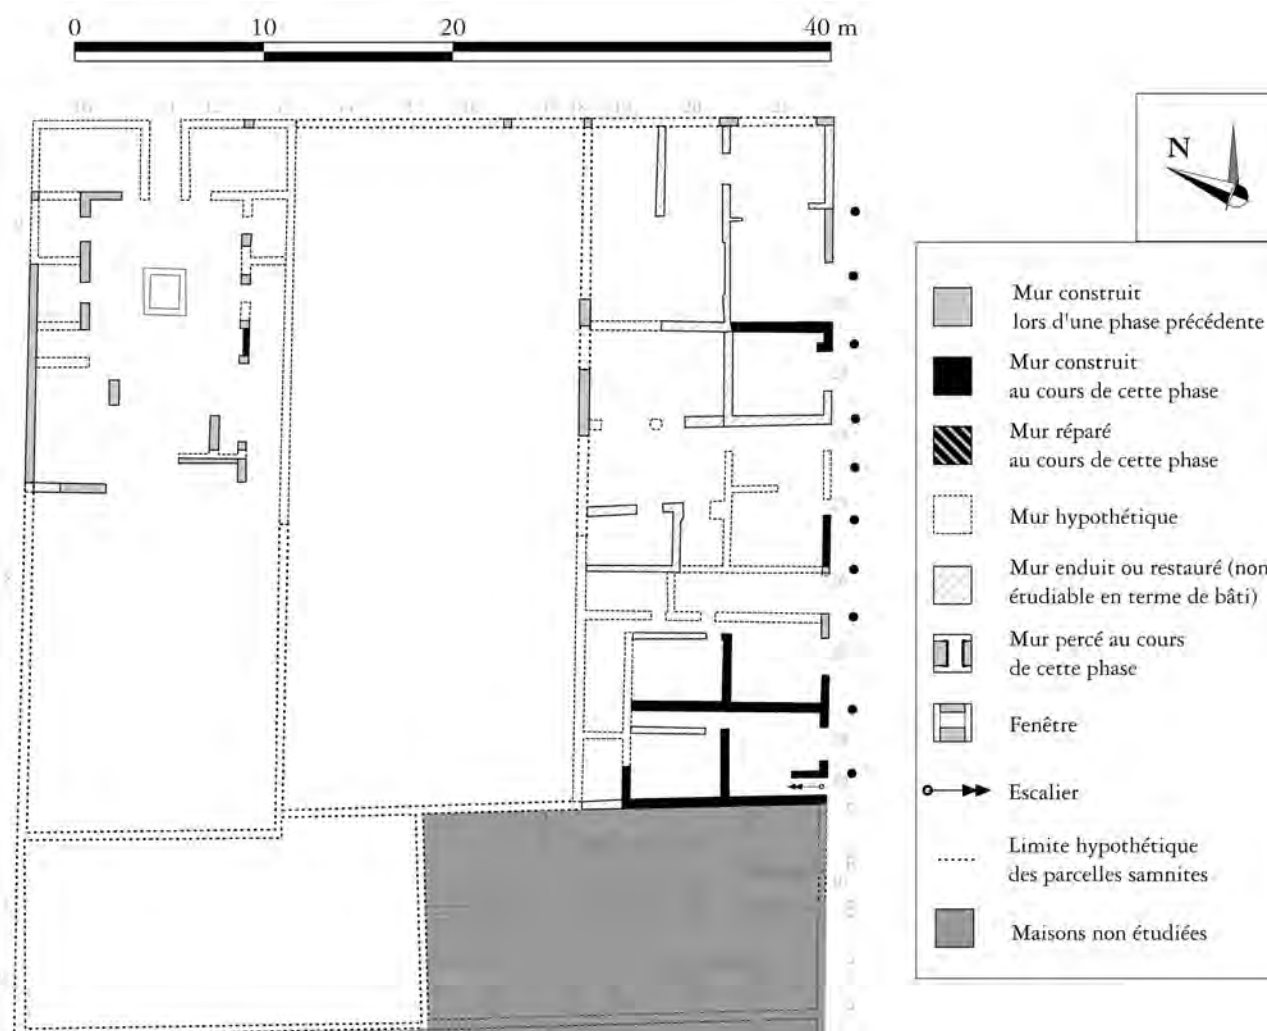 0 10 20 40 m
N
Mur construit
lors d'une phase précédente
Mur construit
au cours de cette phase
Mur réparé
au cours de cette phase
Mur hypothétique
Mur enduit ou restauré (non
étudiable en terme de bâti)
Mur percé au cours
de cette phase
Fenêtre
Escalier
Limite hypothétique
des parcelles samnites
Maisons non étudiées